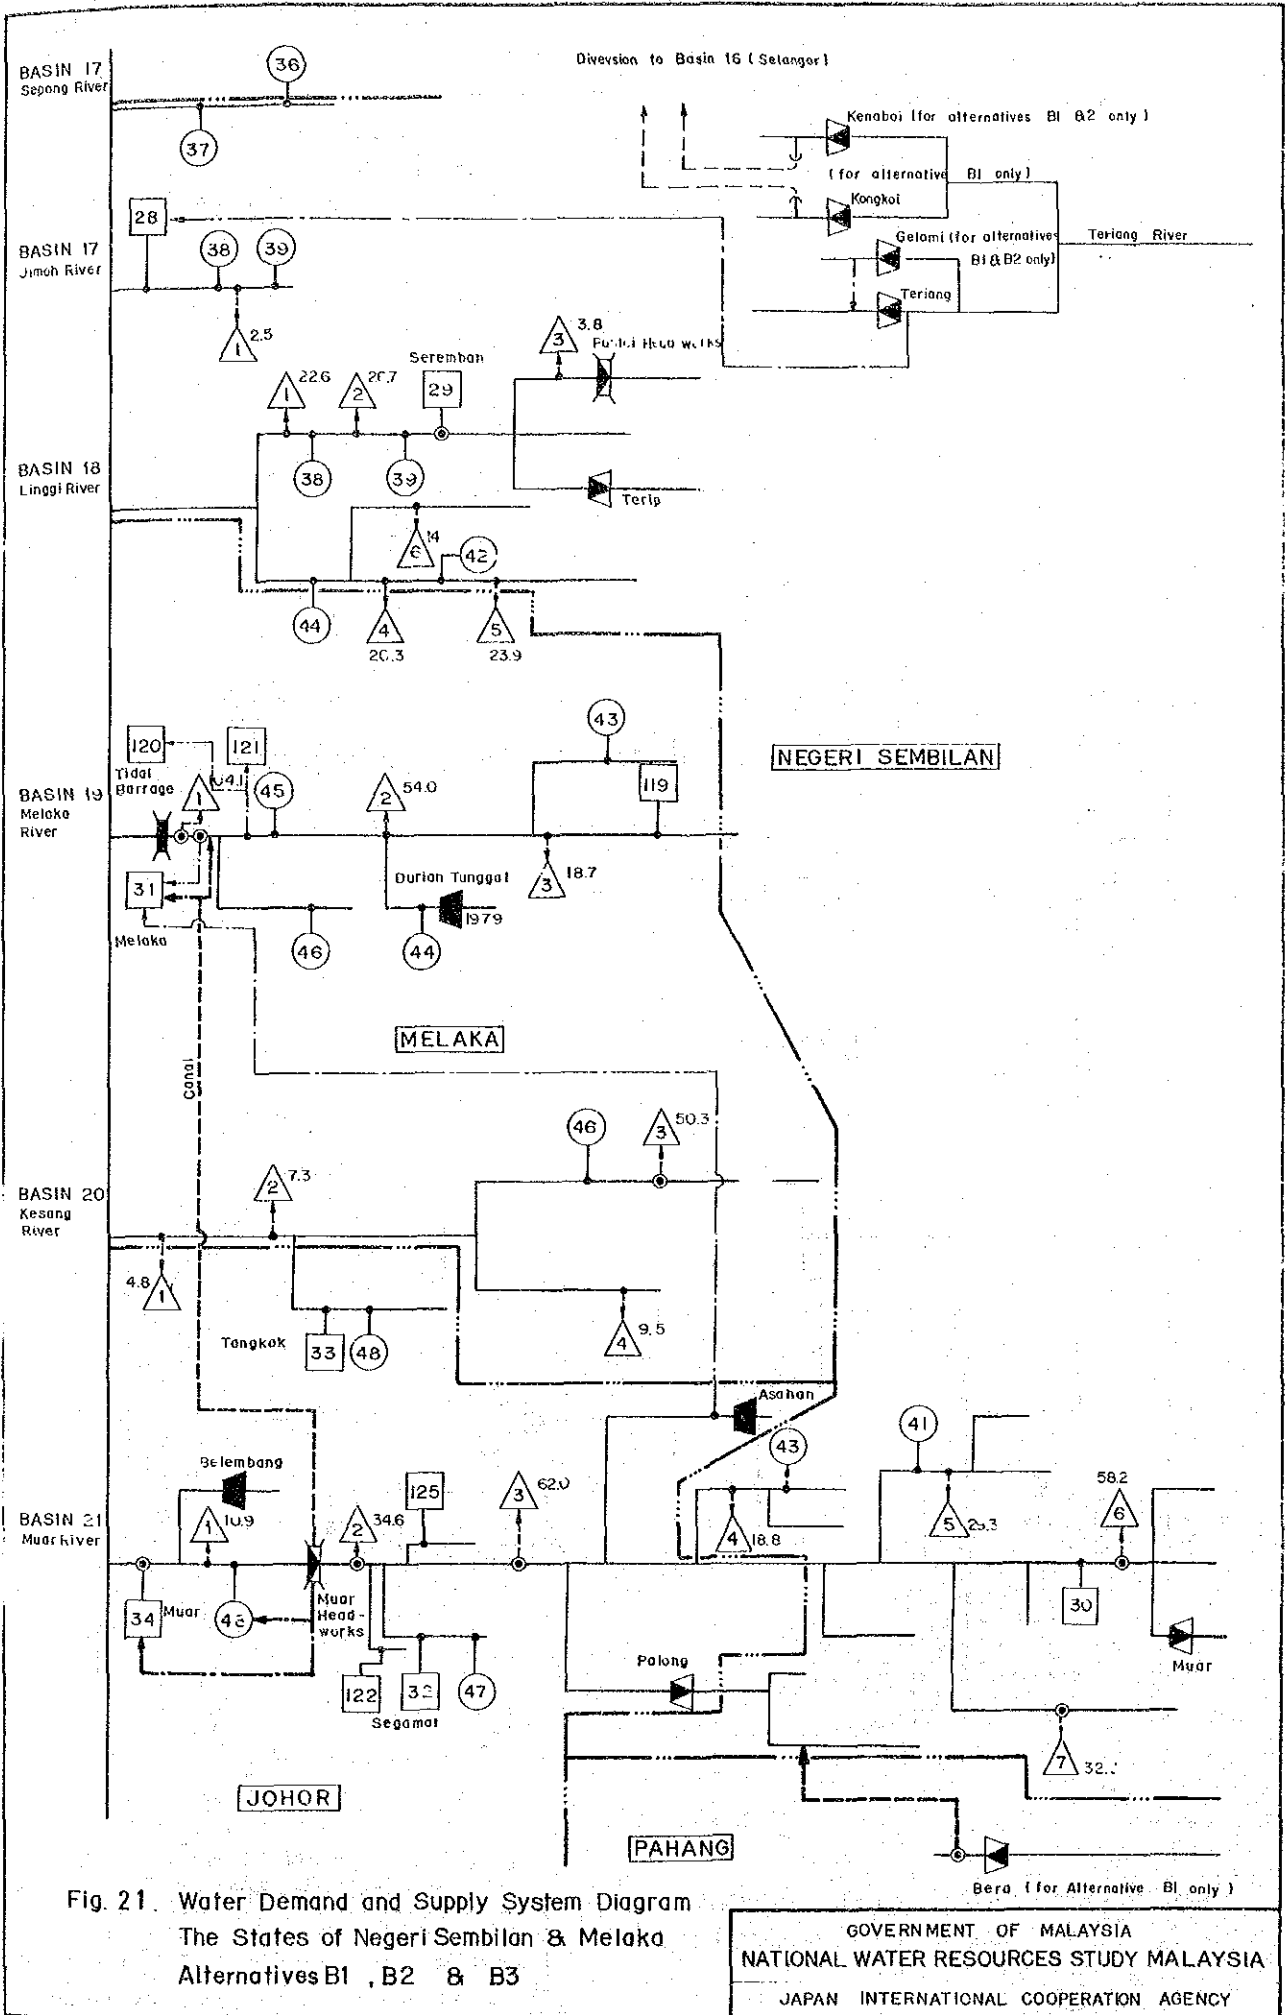 BASIN 17
Sepang River
36
37
Diversion to Basin 16 (Selangor)
Kenaboi (for alternatives B1 & 2 only)
(for alternative B1 only)
Kongkoi
Gelami (for alternatives
B1 & B2 only)
Teriang River
Teriang
BASIN 17
Jimoh River
28
38
39
1
2.5
BASIN 18
Linggi River
1
22.6
2
26.7
Seremban
29
3
3.8
Head works
38
39
Terip
6
14
42
44
4
20.3
5
23.9
NEGERI SEMBILAN
BASIN 19
Melaka
River
120
Tidal
Barrage
1
121
45
2
54.0
43
119
3
18.7
31
Melaka
46
Durian Tunggal
1979
44
MELAKA
Canal
BASIN 20
Kesang
River
2
7.3
46
3
50.3
4.8
1
Tangkak
33
48
4
9.5
Asahan
BASIN 21
Muar River
Belembang
1
10.9
2
34.6
125
3
62.0
43
4
18.8
41
5
58.2
6
34
Muar
48
Muar
Head-
works
122
32
47
Segamat
30
Muar
Palong
7
JOHOR
PAHANG
Bera (for Alternative B1 only)
Fig. 21. Water Demand and Supply System Diagram
The States of Negeri Sembilan & Melaka
Alternatives B1, B2 & B3
GOVERNMENT OF MALAYSIA
NATIONAL WATER RESOURCES STUDY MALAYSIA
JAPAN INTERNATIONAL COOPERATION AGENCY